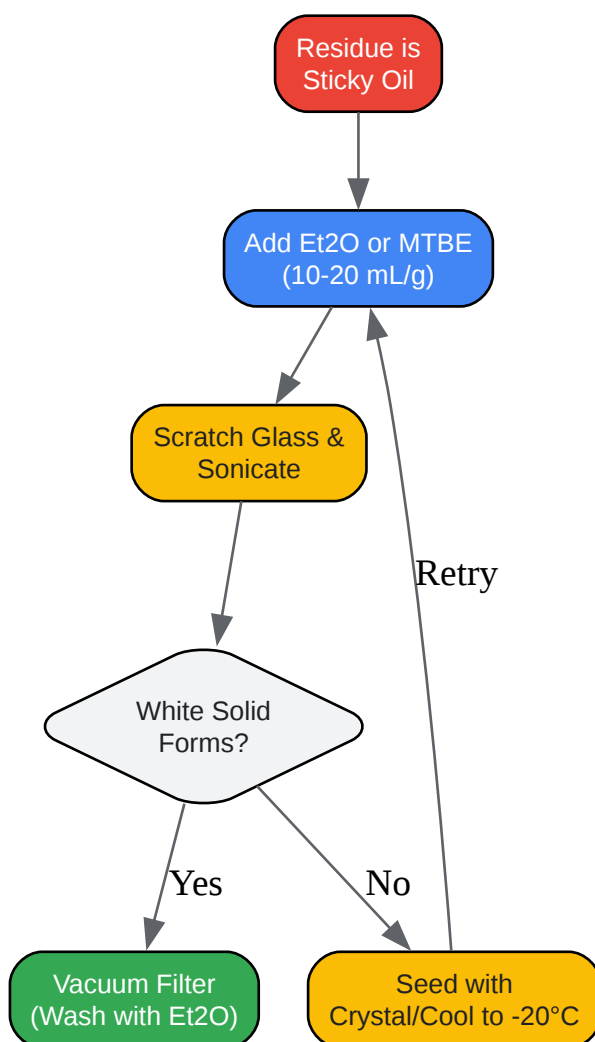 Residue is
Sticky Oil
Add Et2O or MTBE
(10-20 mL/g)
Scratch Glass &
Sonicate
Retry
White Solid
Forms?
Yes
No
Vacuum Filter
(Wash with Et2O)
Seed with
Crystal/Cool to -20°C